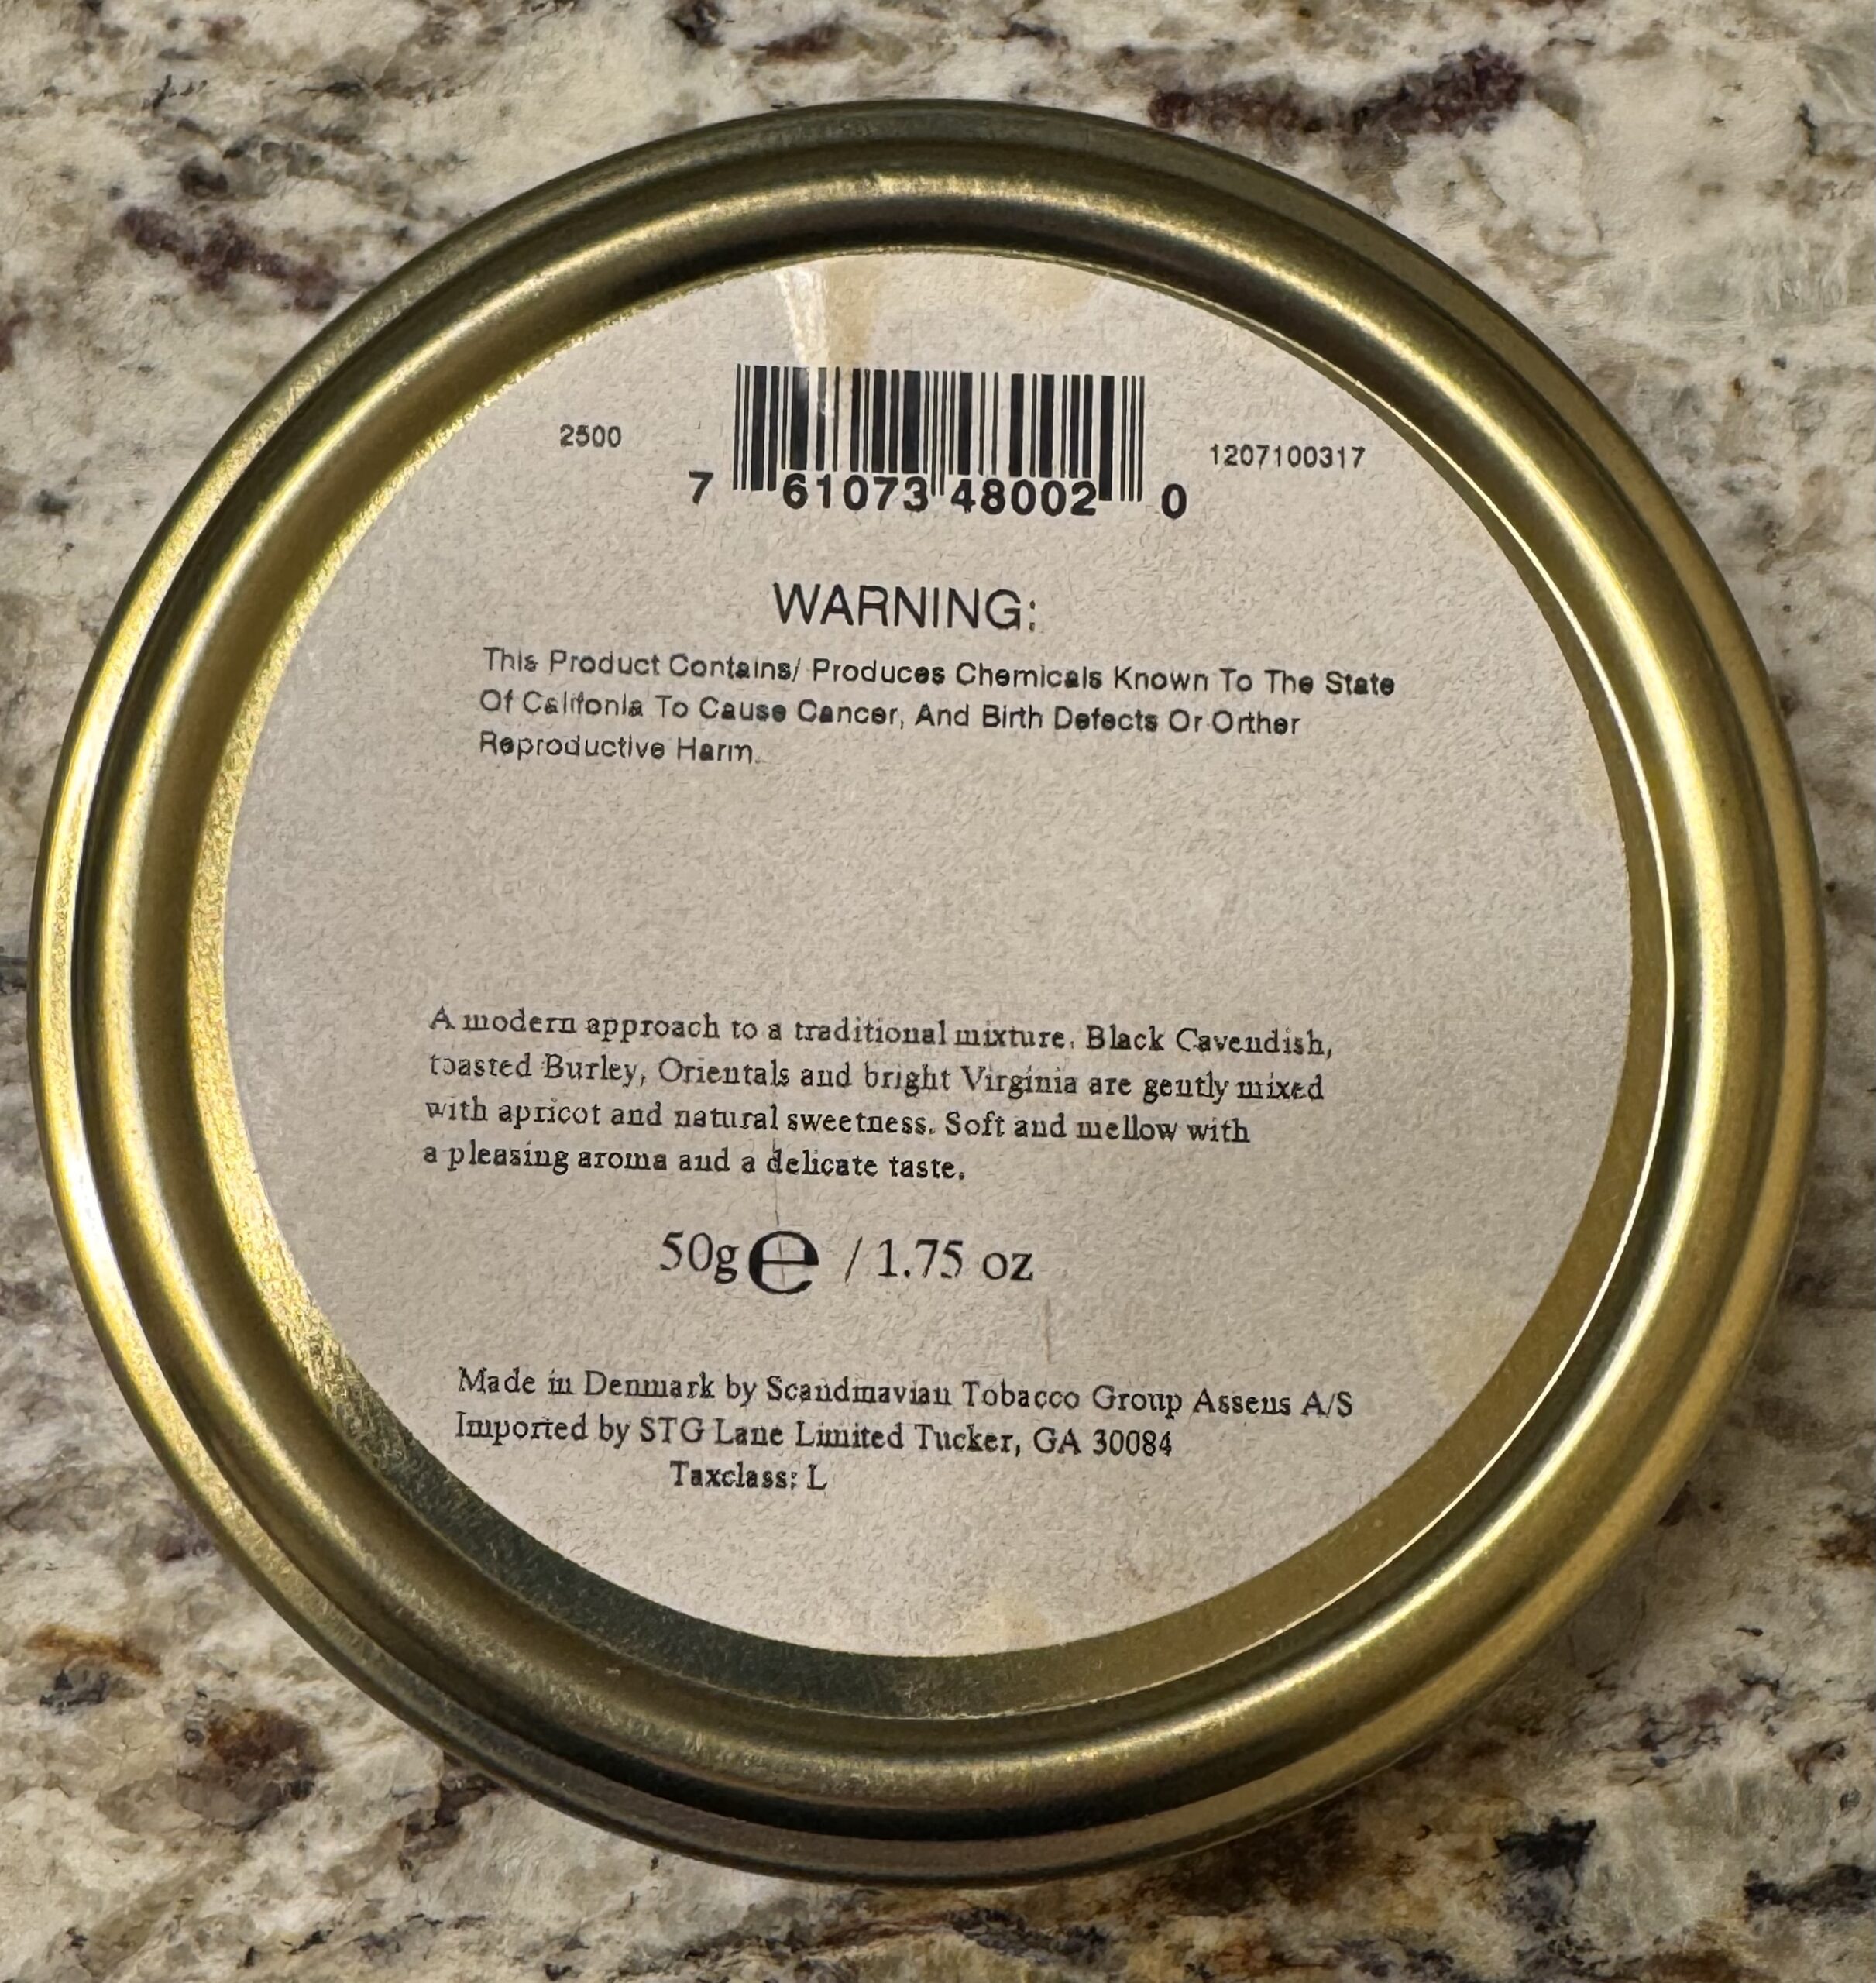 2500
7 61073 48002 0
1207100317
WARNING:
This Product Contains/ Produces Chemicals Known To The State
Of Califonia To Cause Cancer, And Birth Defects Or Orther
Reproductive Harm.
A modern approach to a traditional mixture. Black Cavendish,
toasted Burley, Orientals and bright Virginia are gently mixed
with apricot and natural sweetness. Soft and mellow with
a pleasing aroma and a delicate taste.
50g e / 1.75 oz
Made in Denmark by Scandinavian Tobacco Group Assens A/S
Imported by STG Lane Limited Tucker, GA 30084
Taxclass: L